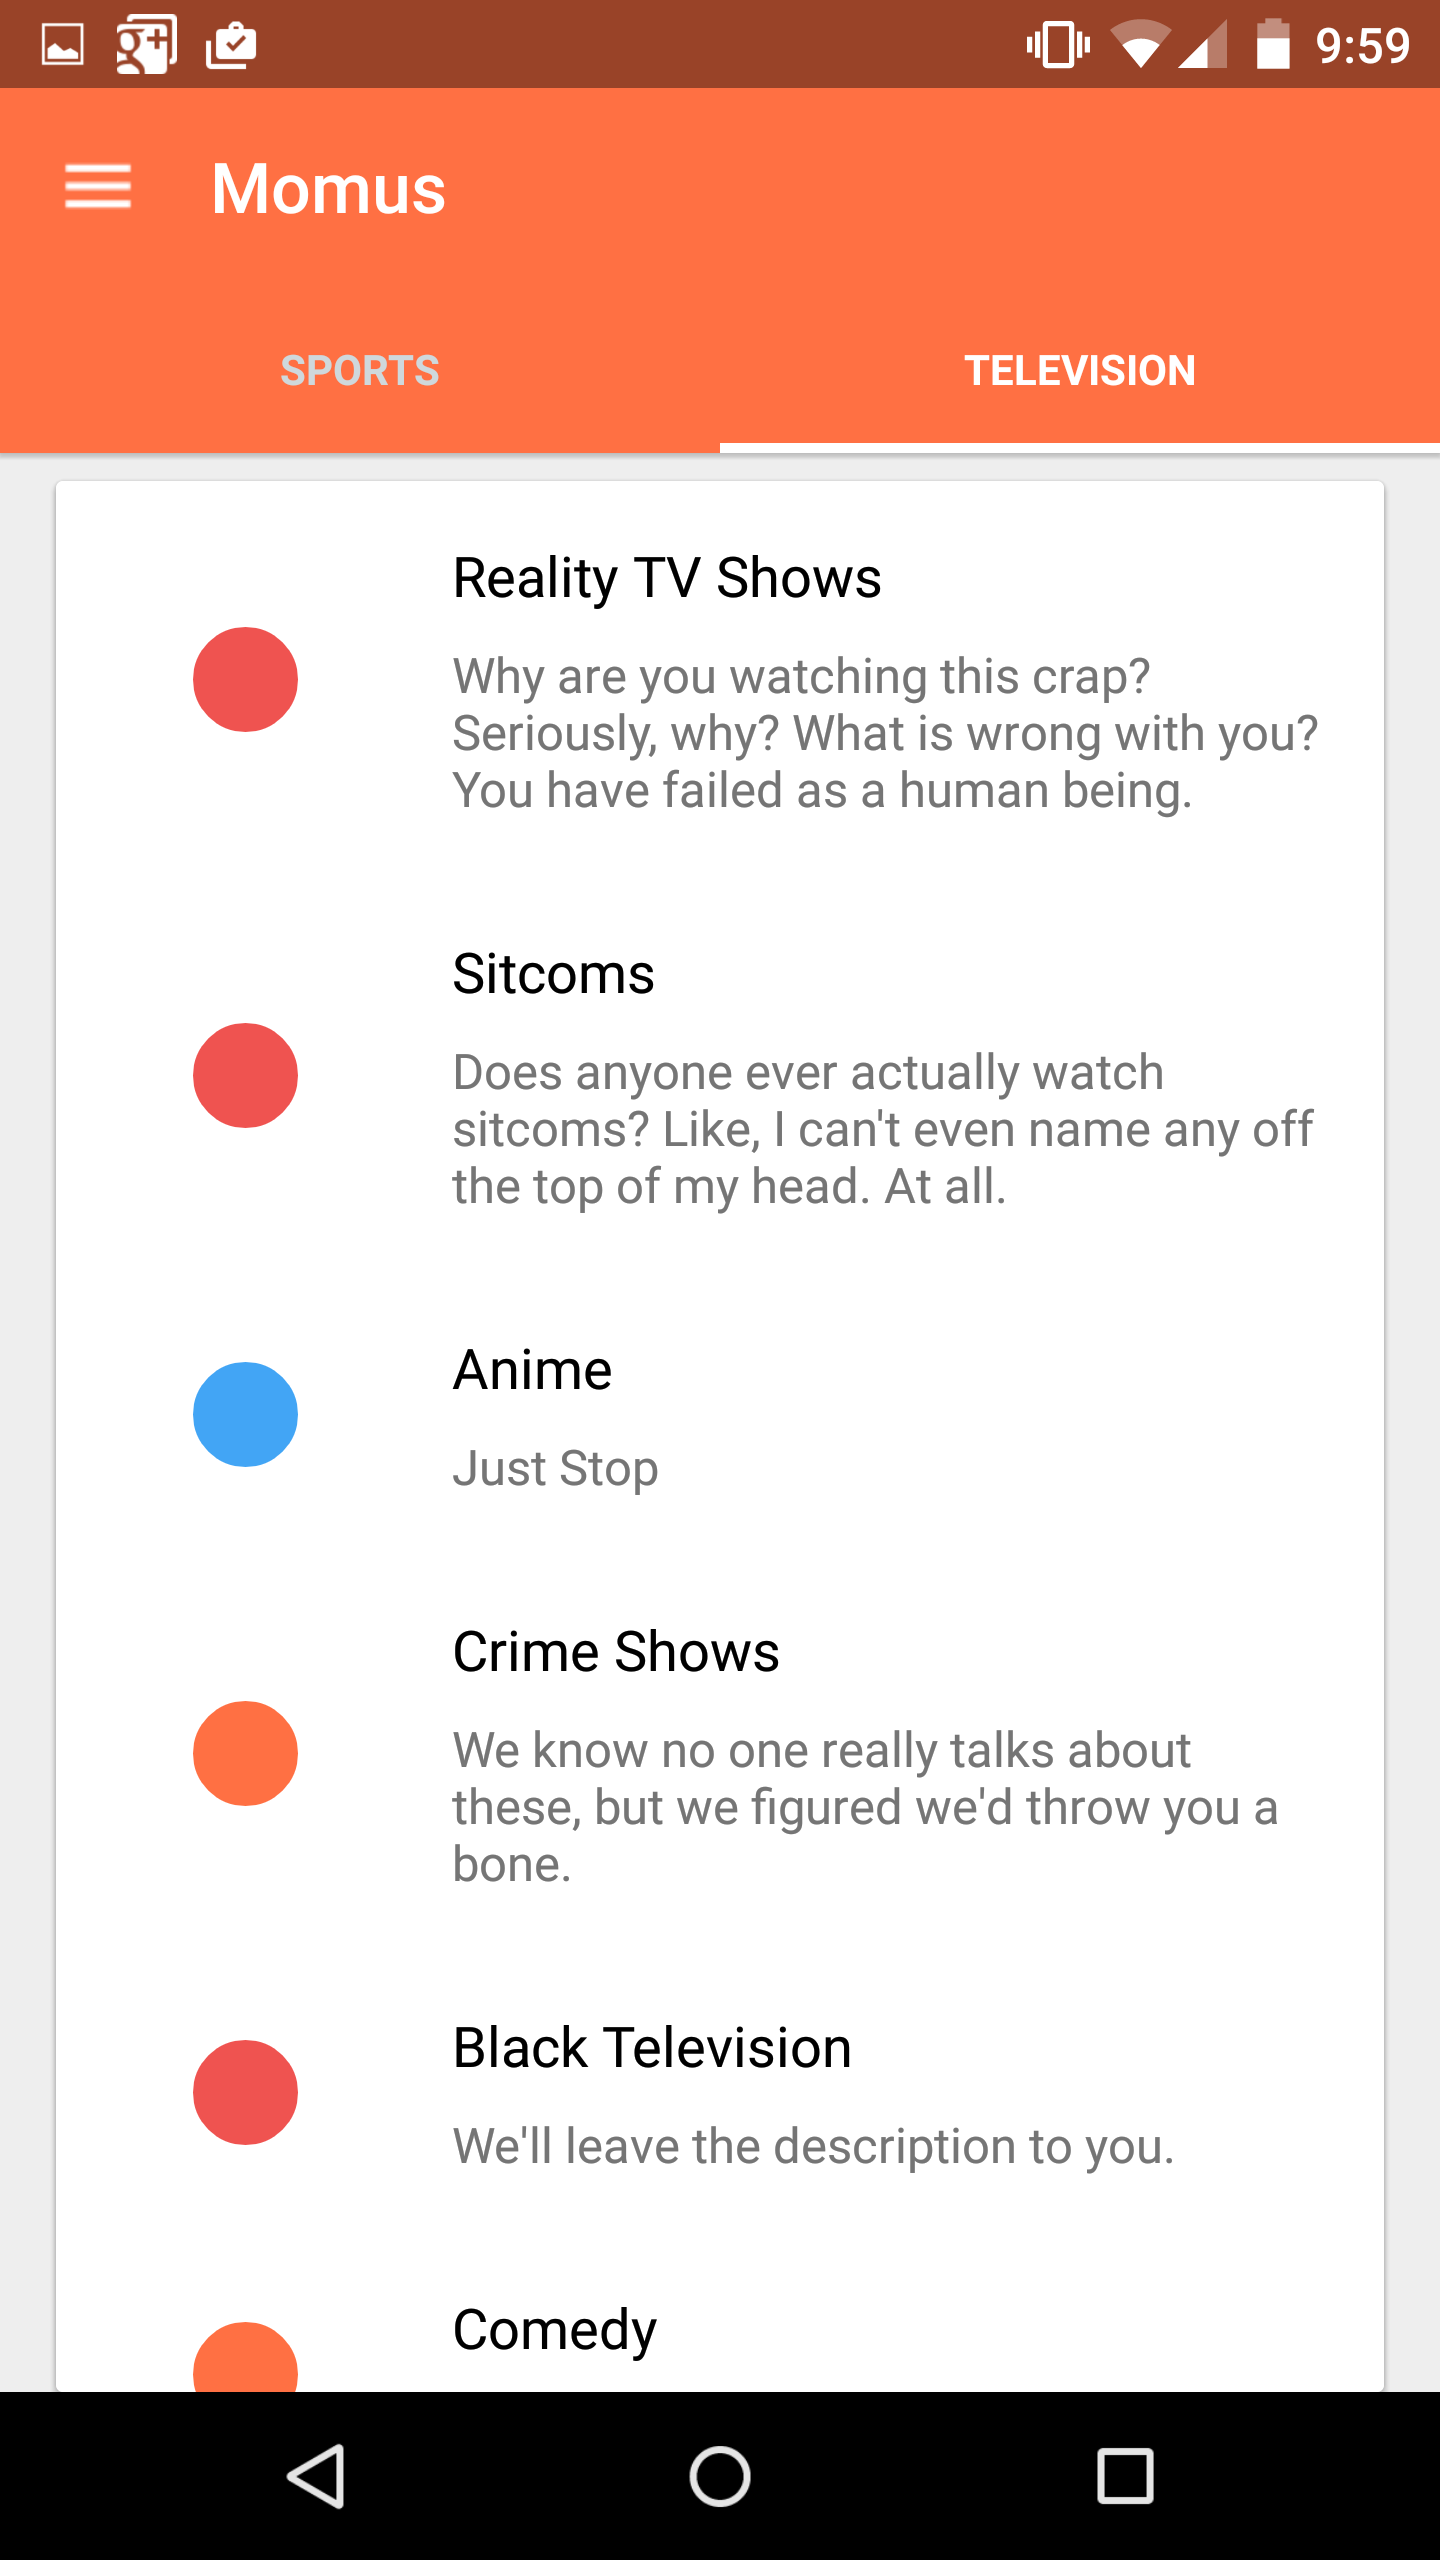 9:59
Momus
SPORTS
TELEVISION
Reality TV Shows
Why are you watching this crap?
Seriously, why? What is wrong with you?
You have failed as a human being.
Sitcoms
Does anyone ever actually watch
sitcoms? Like, I can't even name any off
the top of my head. At all.
Anime
Just Stop
Crime Shows
We know no one really talks about
these, but we figured we'd throw you a
bone.
Black Television
We'll leave the description to you.
Comedy